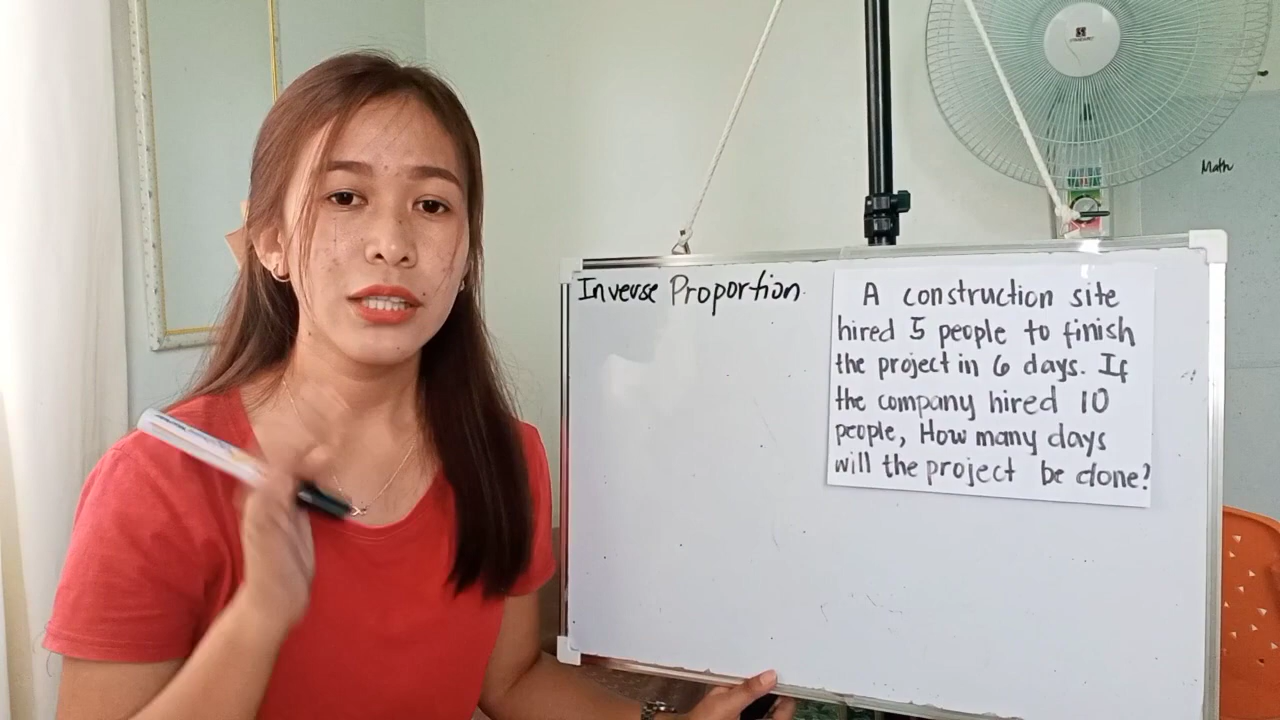 Math
Inverse Proportion.
A construction site
hired 5 people to finish
the project in 6 days. If
the company hired 10
people, How many days
will the project be done?